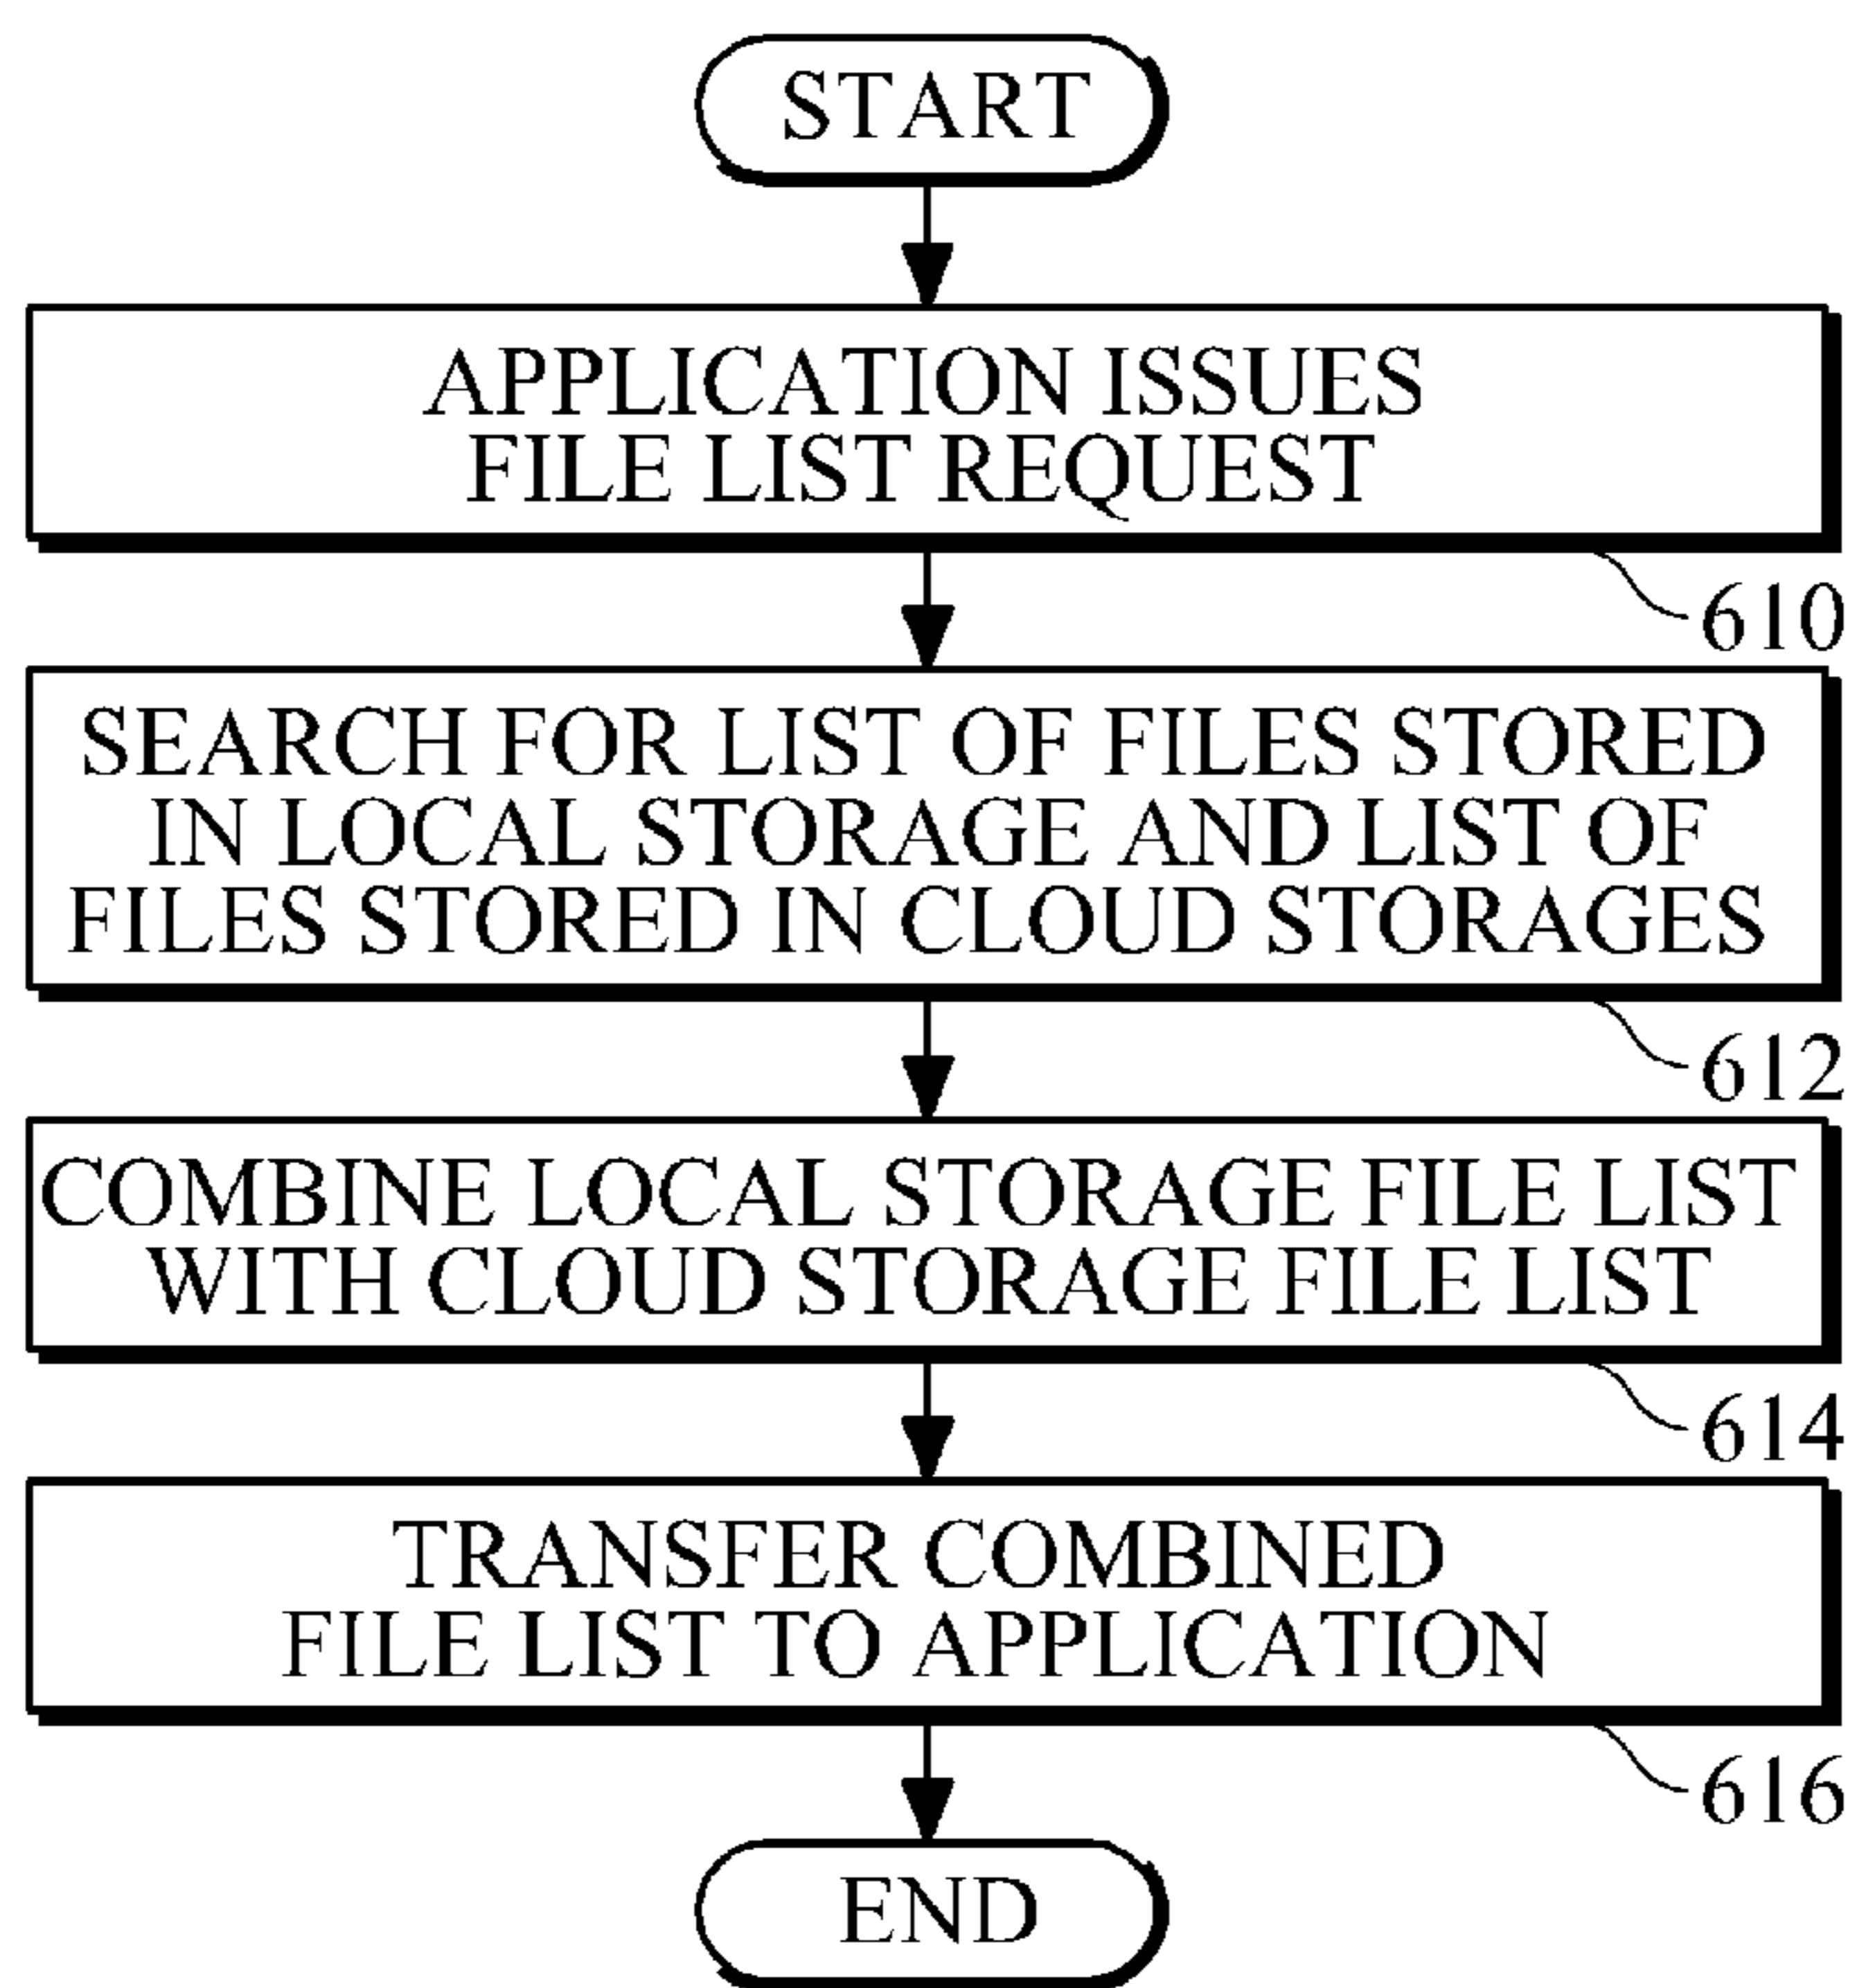 START
APPLICATION ISSUES
FILE LIST REQUEST
610
SEARCH FOR LIST OF FILES STORED
IN LOCAL STORAGE AND LIST OF
FILES STORED IN CLOUD STORAGES
612
COMBINE LOCAL STORAGE FILE LIST
WITH CLOUD STORAGE FILE LIST
614
TRANSFER COMBINED
FILE LIST TO APPLICATION
616
END